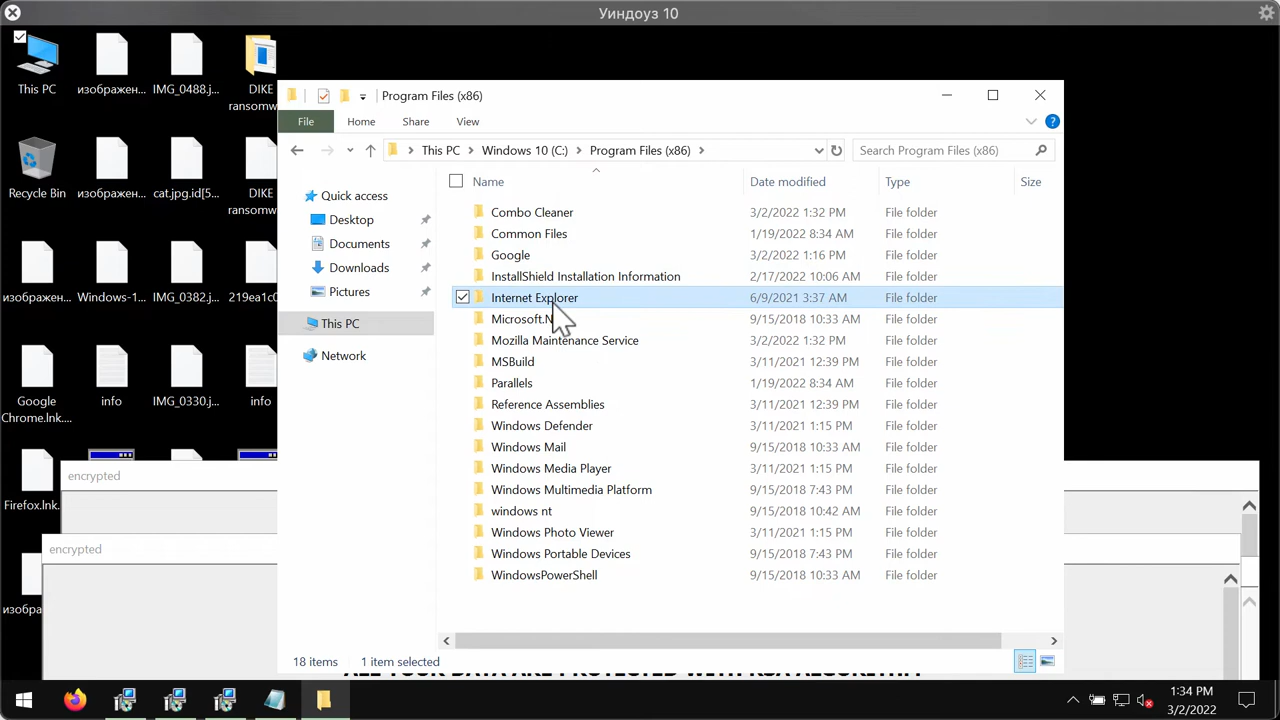 Уиндоуз 10
This PC
изображен...
IMG_0488.j...
DIKE
ransomw...
Recycle Bin
изображен...
cat.jpg.id[5...
DIKE
ransomw...
изображен...
Windows-1...
IMG_0382.j...
219ea1c0
Google
Chrome.lnk....
info
IMG_0330.j...
info
Firefox.lnk.
изобра
encrypted
encrypted
Program Files (x86)
File
Home
Share
View
This PC
Windows 10 (C:)
Program Files (x86)
Search Program Files (x86)
Quick access
Desktop
Documents
Downloads
Pictures
This PC
Network
Name Date modified Type Size
Combo Cleaner 3/2/2022 1:32 PM File folder
Common Files 1/19/2022 8:34 AM File folder
Google 3/2/2022 1:16 PM File folder
InstallShield Installation Information 2/17/2022 10:06 AM File folder
Internet Explorer 6/9/2021 3:37 AM File folder
Microsoft.N 9/15/2018 10:33 AM File folder
Mozilla Maintenance Service 3/2/2022 1:32 PM File folder
MSBuild 3/11/2021 12:39 PM File folder
Parallels 1/19/2022 8:34 AM File folder
Reference Assemblies 3/11/2021 12:39 PM File folder
Windows Defender 3/11/2021 1:15 PM File folder
Windows Mail 9/15/2018 10:33 AM File folder
Windows Media Player 3/11/2021 1:15 PM File folder
Windows Multimedia Platform 9/15/2018 7:43 PM File folder
windows nt 9/15/2018 10:42 AM File folder
Windows Photo Viewer 3/11/2021 1:15 PM File folder
Windows Portable Devices 9/15/2018 7:43 PM File folder
WindowsPowerShell 9/15/2018 10:33 AM File folder
18 items 1 item selected
ALL YOUR DATA ARE PROTECTED WITH RSA ALGORITHM
1:34 PM
3/2/2022